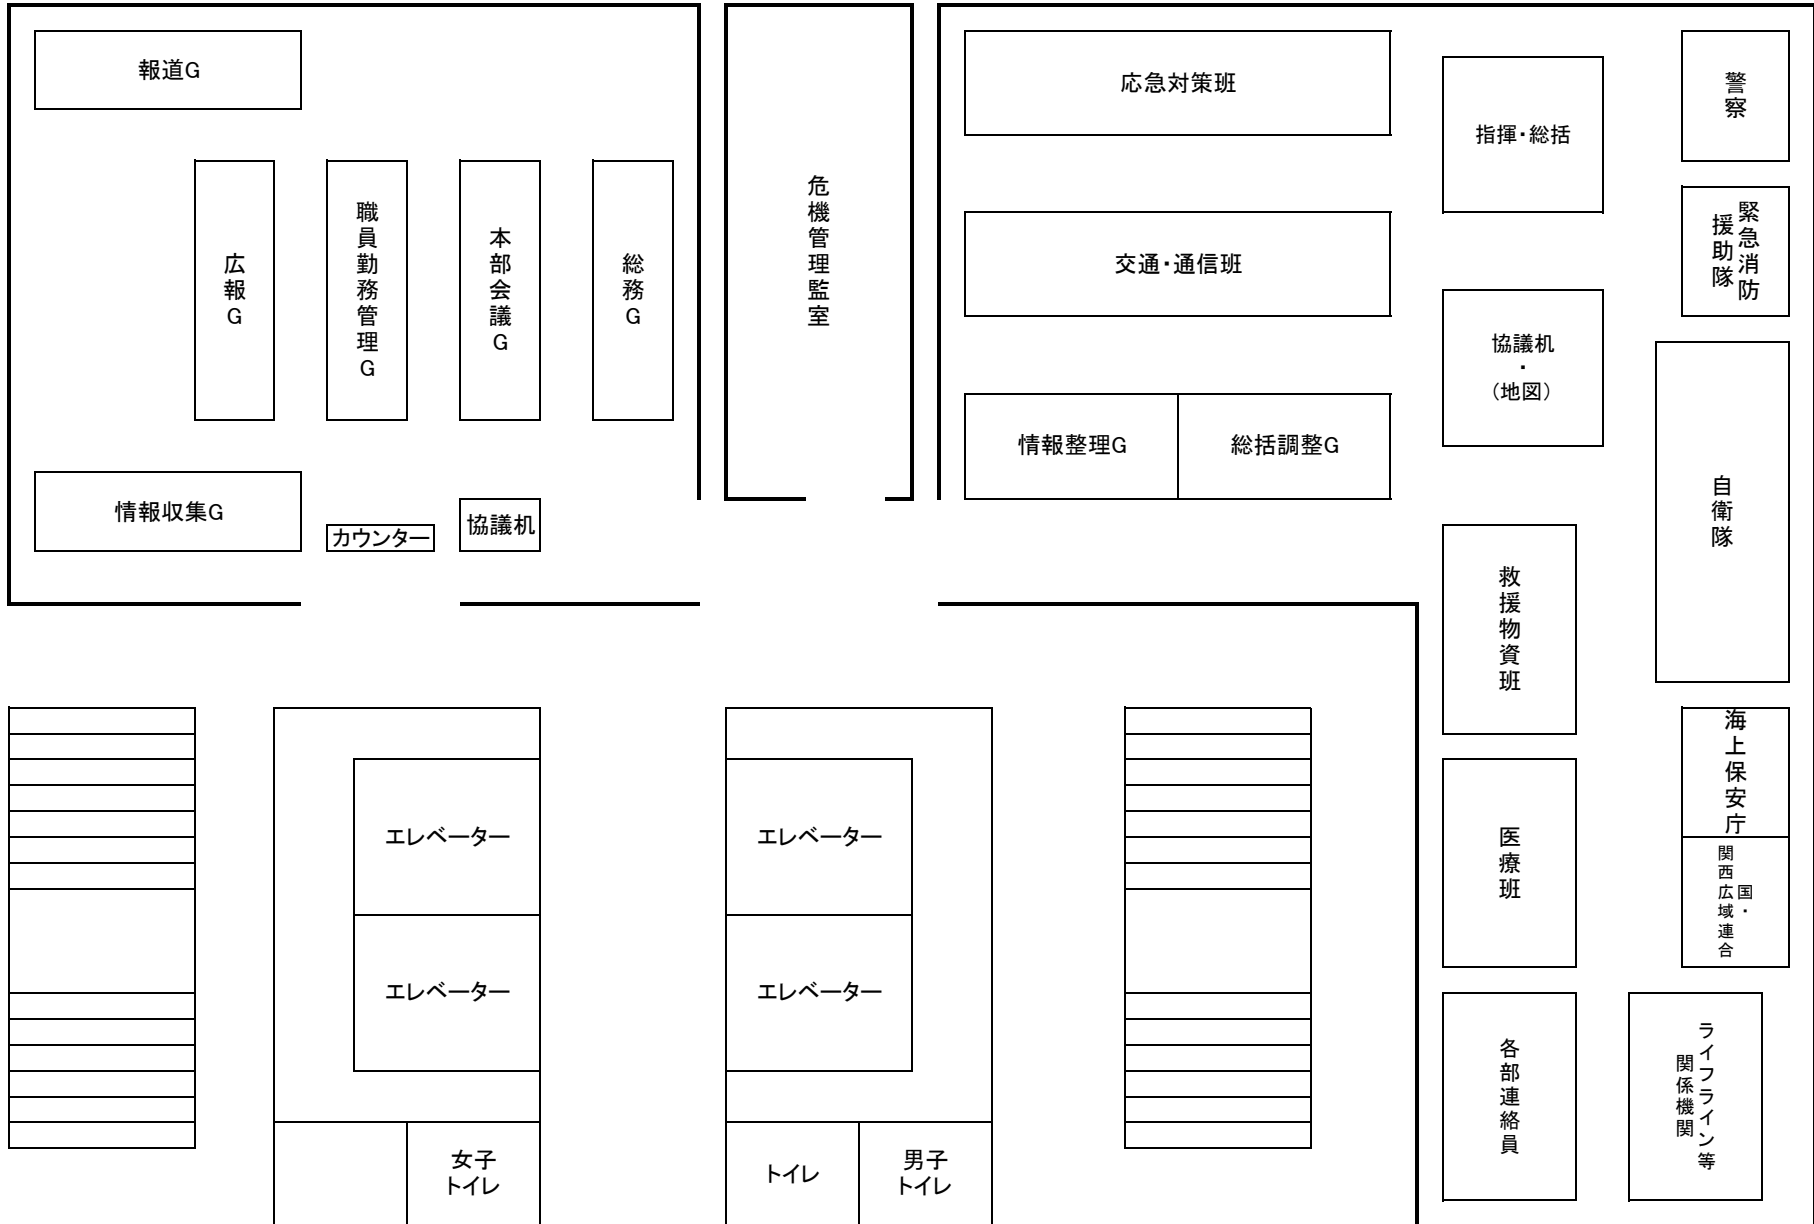 報道G
広報G
職員勤務管理G
本部会議G
総務G
情報収集G
カウンター
協議机
危機管理監室
応急対策班
交通・通信班
情報整理G
総括調整G
指揮・総括
協議机
・
(地図)
警察
緊急消防
援助隊
自衛隊
救援物資班
海上保安庁
国・
関西広域連合
医療班
各部連絡員
ライフライン等
関係機関
エレベーター
エレベーター
エレベーター
エレベーター
女子
トイレ
トイレ
男子
トイレ